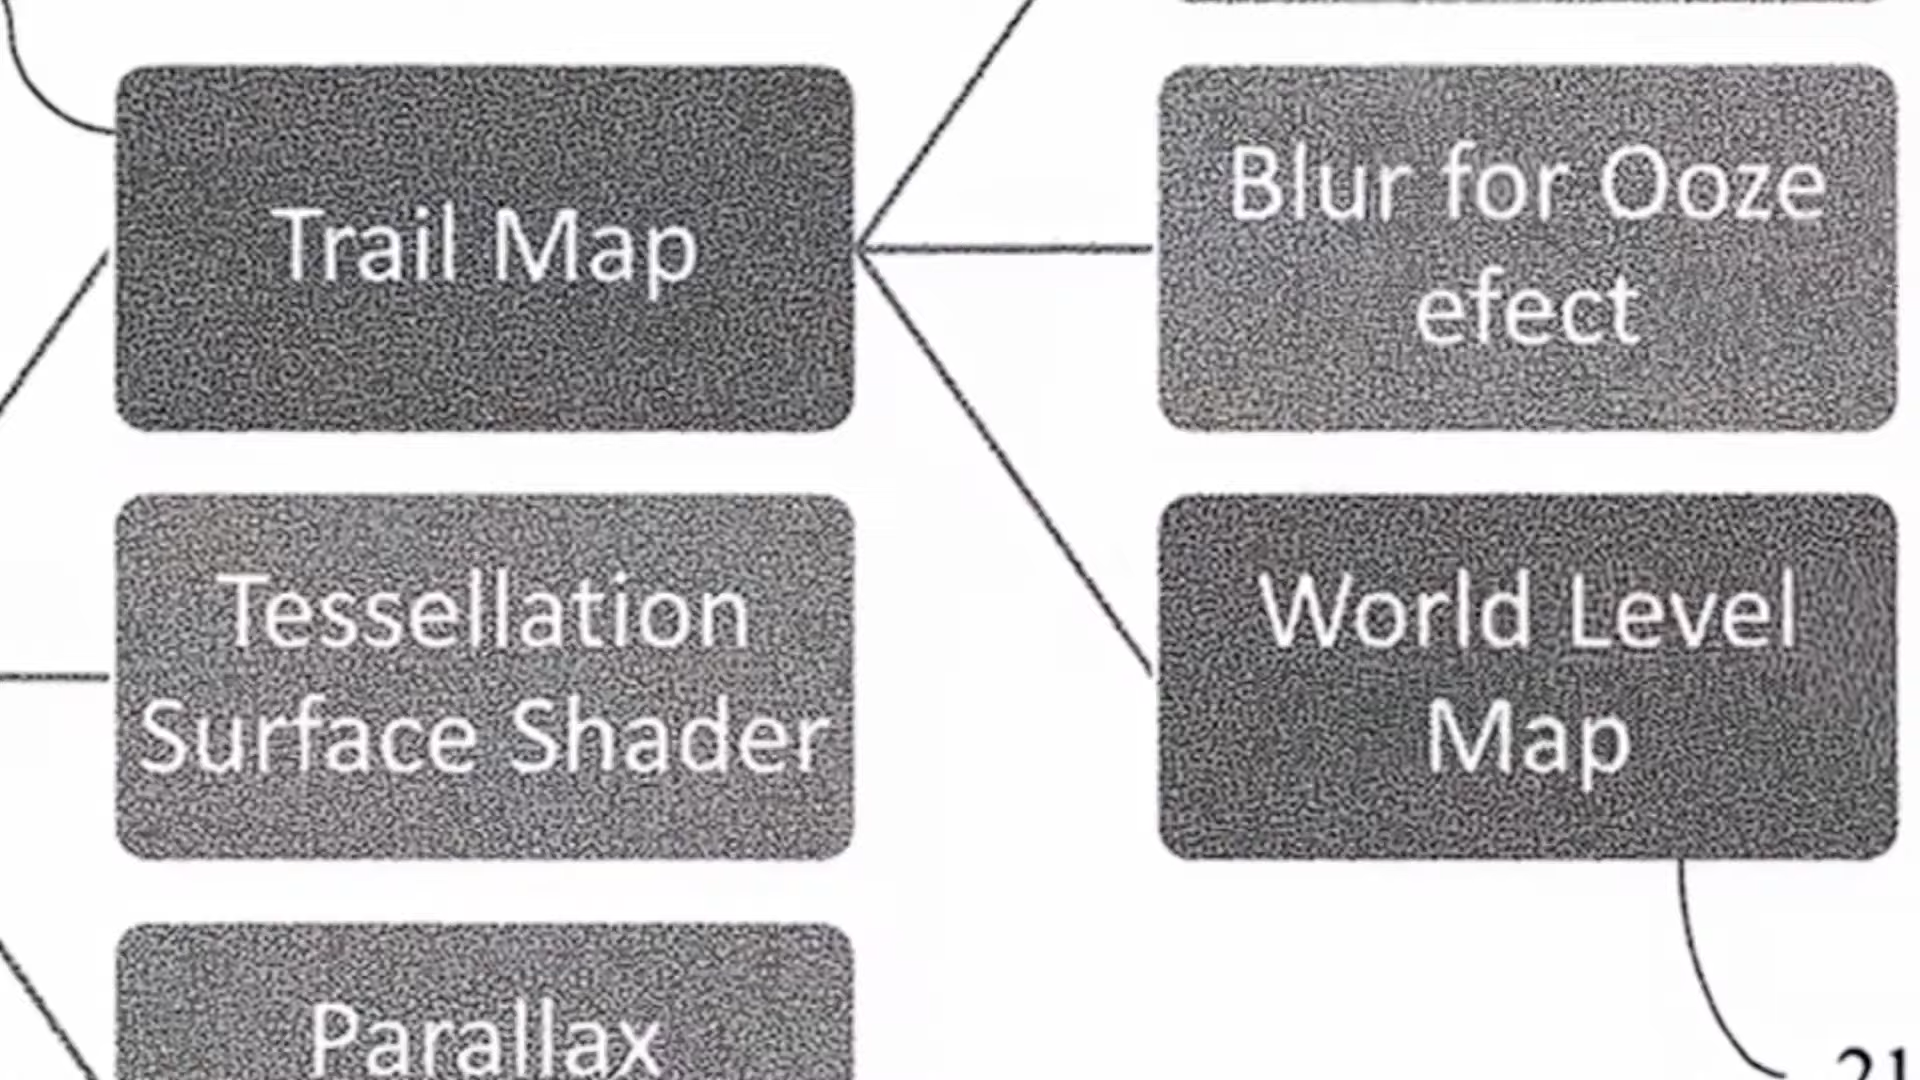 Trail Map
Blur for Ooze
efect
Tessellation
Surface Shader
World Level
Map
Parallax